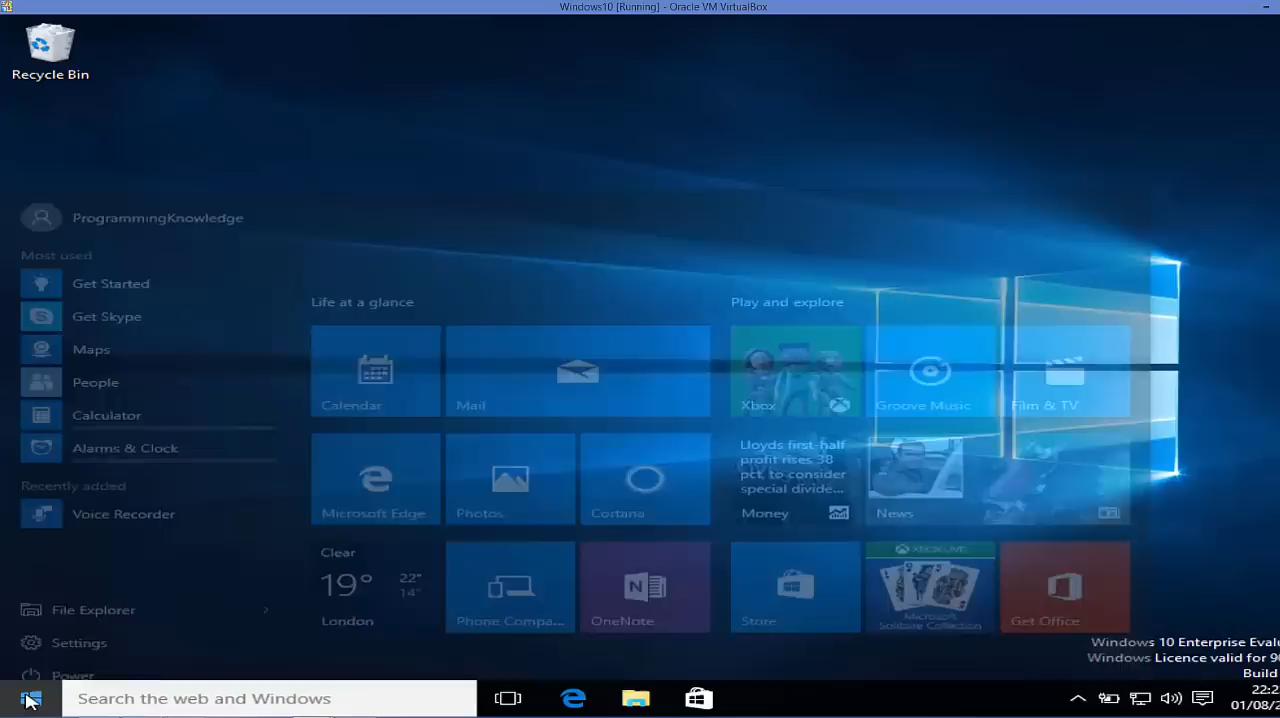 Windows10 [Running] - Oracle VM VirtualBox
Recycle Bin
ProgrammingKnowledge
Most used
Get Started
Get Skype
Maps
People
Calculator
Alarms & Clock
Recently added
Voice Recorder
File Explorer
Settings
Power
Life at a glance
Calendar
Mail
Microsoft Edge
Photos
Cortana
Clear
19°
22°
14°
London
Phone Compa...
OneNote
Play and explore
Xbox
Groove Music
Film & TV
Lloyds first-half
profit rises 38
pct, to consider
special divide...
Money
News
Store
XBOX LIVE
Microsoft
Solitaire Collection
Get Office
Windows 10 Enterprise Eval
Windows Licence valid for 9
Build
Search the web and Windows
22:2
01/08/2